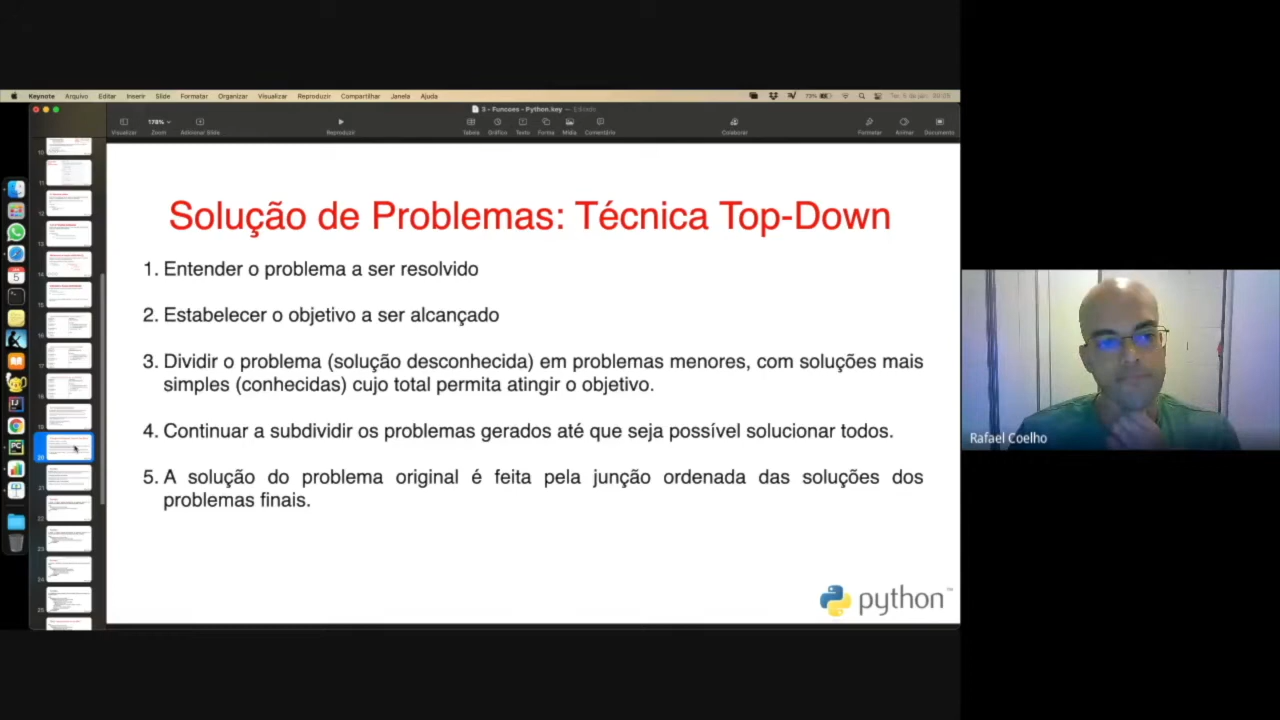 Keynote Arquivo Editar Inserir Slide Formatar Organizar Visualizar Reproduzir Compartilhar Janela Ajuda
3 - Funcoes - Python.key
Visualizar Zoom Adicionar Slide Reproduzir Tabela Gráfico Texto Forma Mídia Comentário Colaborar Formatar Animar Documento
178%
Solução de Problemas: Técnica Top-Down
1. Entender o problema a ser resolvido
2. Estabelecer o objetivo a ser alcançado
3. Dividir o problema (solução desconhecida) em problemas menores, com soluções mais
simples (conhecidas) cujo total permita atingir o objetivo.
4. Continuar a subdividir os problemas gerados até que seja possível solucionar todos.
5. A solução do problema original é feita pela junção ordenada das soluções dos
problemas finais.
python
Rafael Coelho